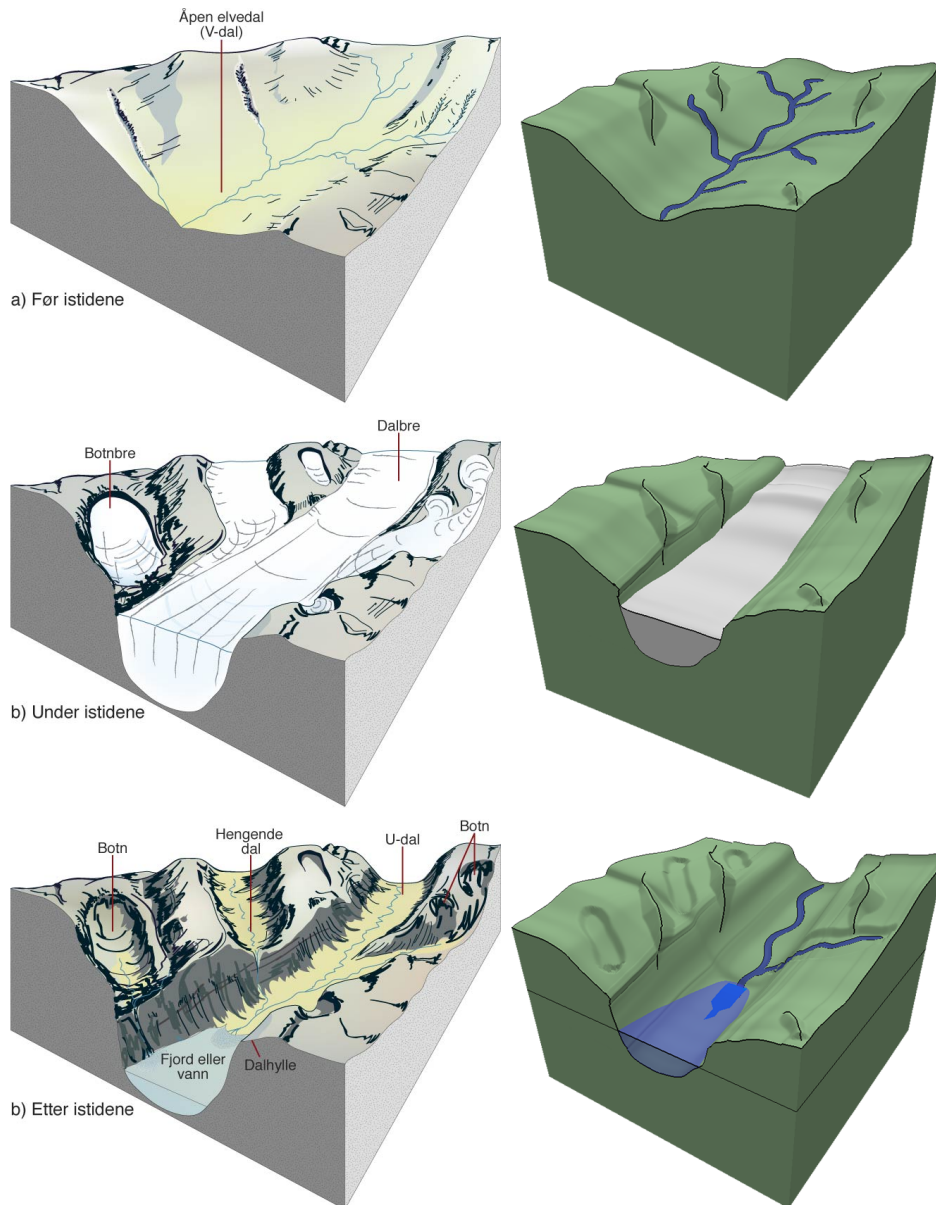 Åpen elvedal
(V-dal)
a) Før istidene
Dalbre
Botnbre
b) Under istidene
Botn
Hengende
dal
U-dal
Botn
Fjord eller
vann
Dalhylle
b) Etter istidene